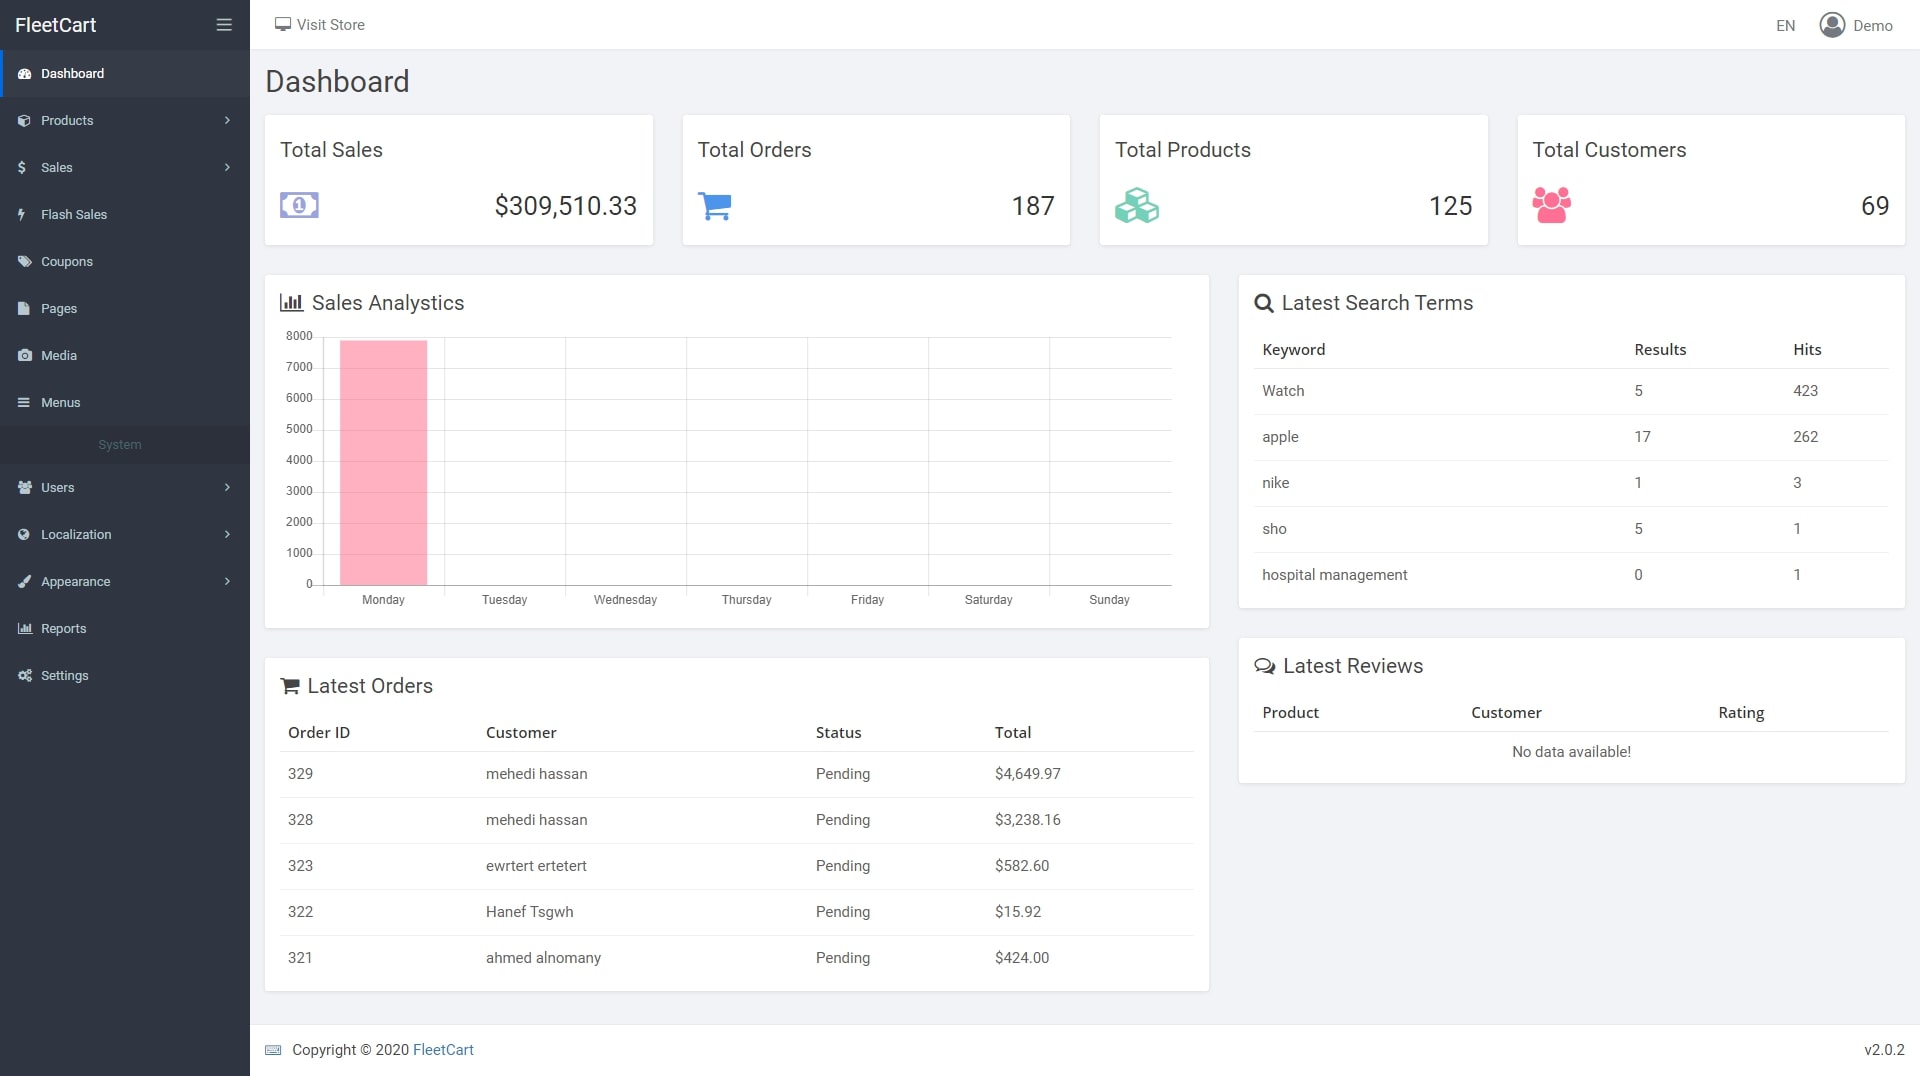 FleetCart
Visit Store
EN
Demo
Dashboard
Products
Sales
Flash Sales
Coupons
Pages
Media
Menus
System
Users
Localization
Appearance
Reports
Settings
Dashboard
Total Sales
$309,510.33
Total Orders
187
Total Products
125
Total Customers
69
Sales Analystics
8000
7000
6000
5000
4000
3000
2000
1000
0
Monday Tuesday Wednesday Thursday Friday Saturday Sunday
Latest Search Terms
Keyword Results Hits
Watch 5 423
apple 17 262
nike 1 3
sho 5 1
hospital management 0 1
Latest Orders
Order ID Customer Status Total
329 mehedi hassan Pending $4,649.97
328 mehedi hassan Pending $3,238.16
323 ewrtert ertetert Pending $582.60
322 Hanef Tsgwh Pending $15.92
321 ahmed alnomany Pending $424.00
Latest Reviews
Product Customer Rating
No data available!
Copyright © 2020 FleetCart
v2.0.2